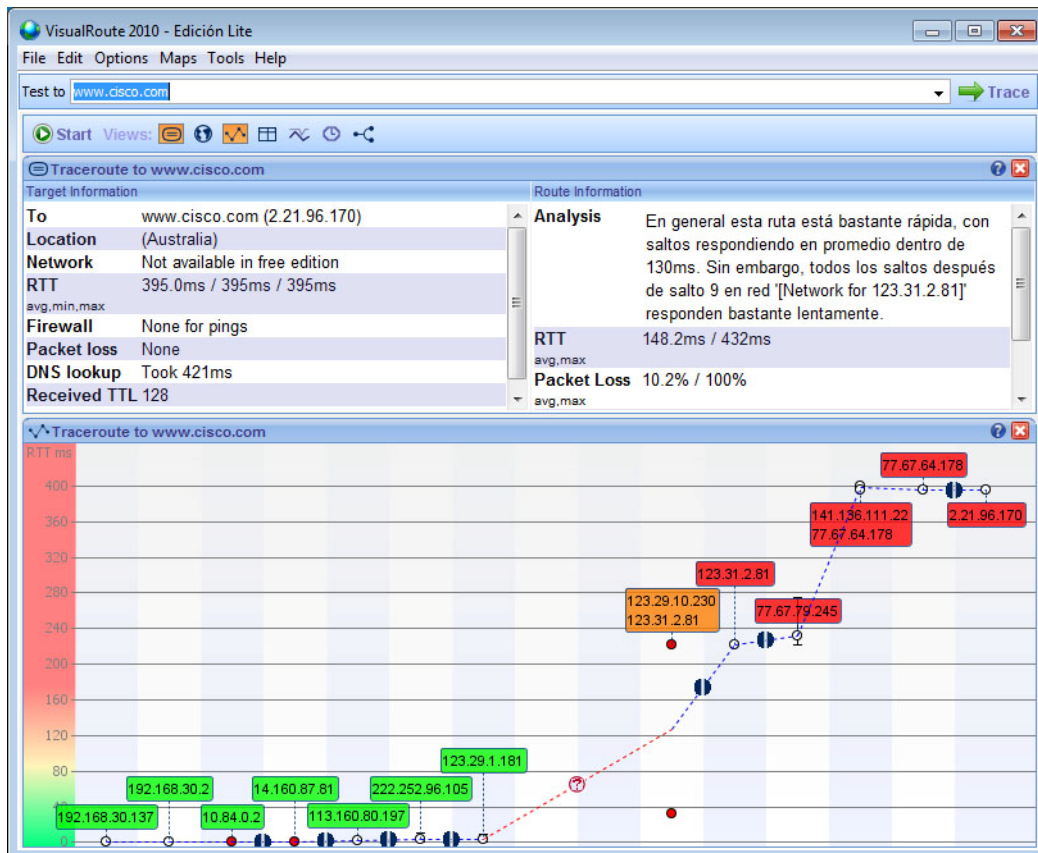 VisualRoute 2010 - Edición Lite
File Edit Options Maps Tools Help
Test to www.cisco.com Trace
Start Views:
Traceroute to www.cisco.com
Target Information
To www.cisco.com (2.21.96.170)
Location (Australia)
Network Not available in free edition
RTT 395.0ms / 395ms / 395ms
avg,min,max
Firewall None for pings
Packet loss None
DNS lookup Took 421ms
Received TTL 128
Route Information
Analysis En general esta ruta está bastante rápida, con
saltos respondiendo en promedio dentro de
130ms. Sin embargo, todos los saltos después
de salto 9 en red '[Network for 123.31.2.81]'
responden bastante lentamente.
RTT 148.2ms / 432ms
avg,max
Packet Loss 10.2% / 100%
avg,max
Traceroute to www.cisco.com
RTT ms
77.67.64.178
400
360
141.136.111.22
77.67.64.178
2.21.96.170
320
280
123.31.2.81
240
123.29.10.230
123.31.2.81
77.67.79.245
200
160
120
80
123.29.1.181
192.168.30.2
14.160.87.81
222.252.96.105
40
192.168.30.137
10.84.0.2
113.160.80.197
0